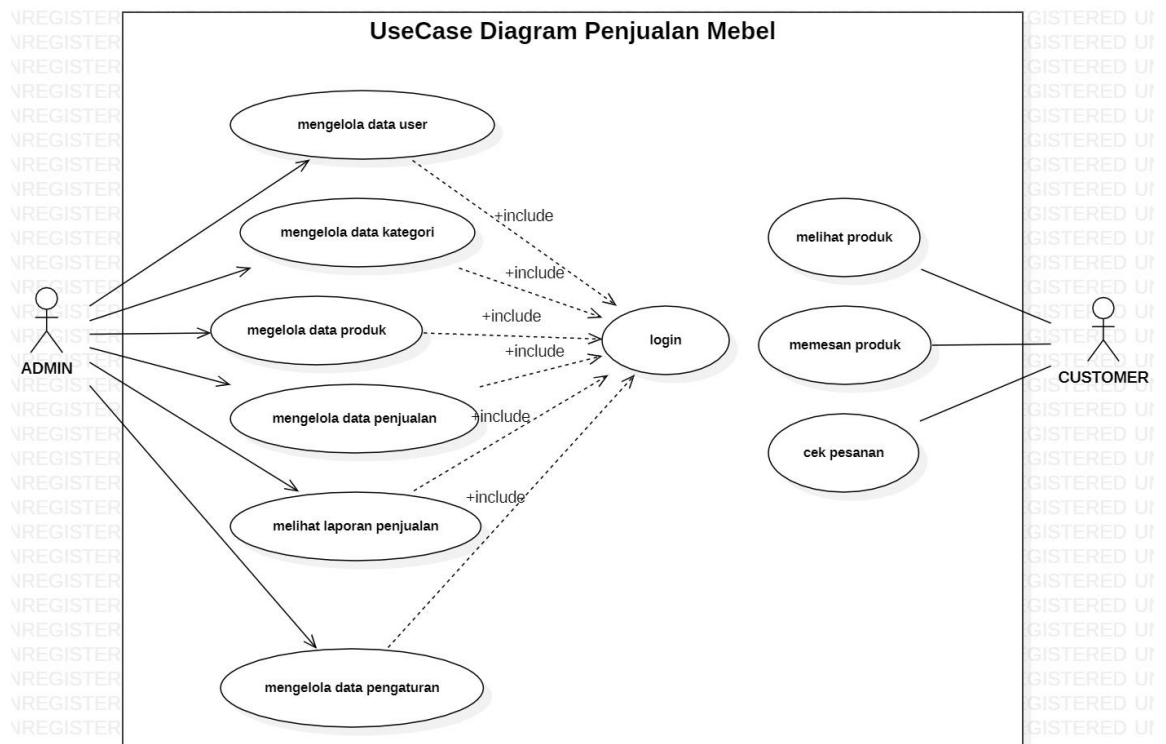 UseCase Diagram Penjualan Mebel
mengelola data user
+include
mengelola data kategori
melihat produk
+include
megelola data produk
+include
login
memesan produk
ADMIN
+include
CUSTOMER
mengelola data penjualan
+include
cek pesanan
+include
melihat laporan penjualan
mengelola data pengaturan